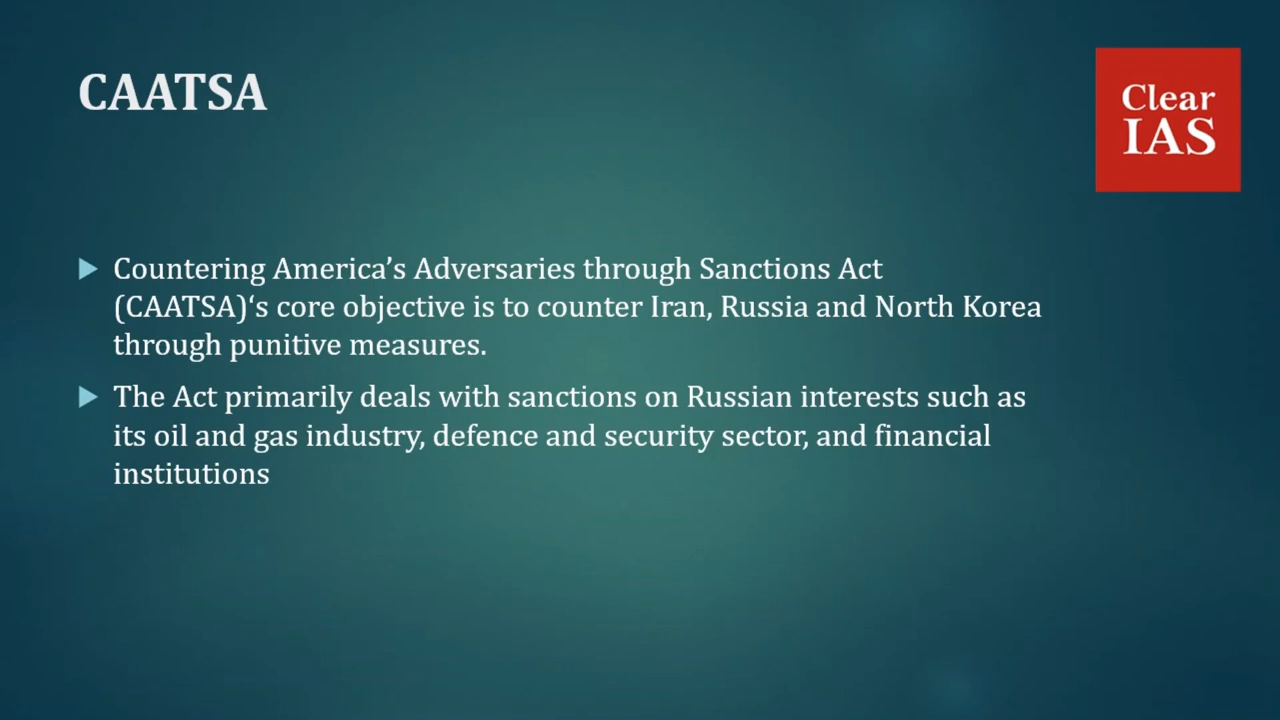 CAATSA
Clear
IAS
Countering America’s Adversaries through Sanctions Act
(CAATSA)‘s core objective is to counter Iran, Russia and North Korea
through punitive measures.
The Act primarily deals with sanctions on Russian interests such as
its oil and gas industry, defence and security sector, and financial
institutions